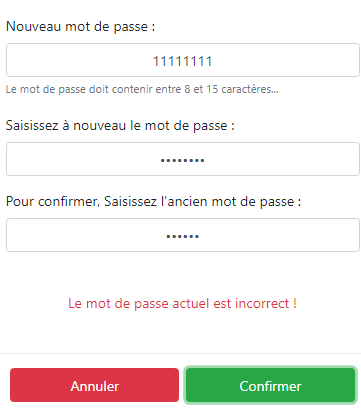 Nouveau mot de passe :
11111111
Le mot de passe doit contenir entre 8 et 15 caractères...
Saisissez à nouveau le mot de passe :
••••••••
Pour confirmer, Saisissez l'ancien mot de passe :
••••••
Le mot de passe actuel est incorrect !
Annuler
Confirmer